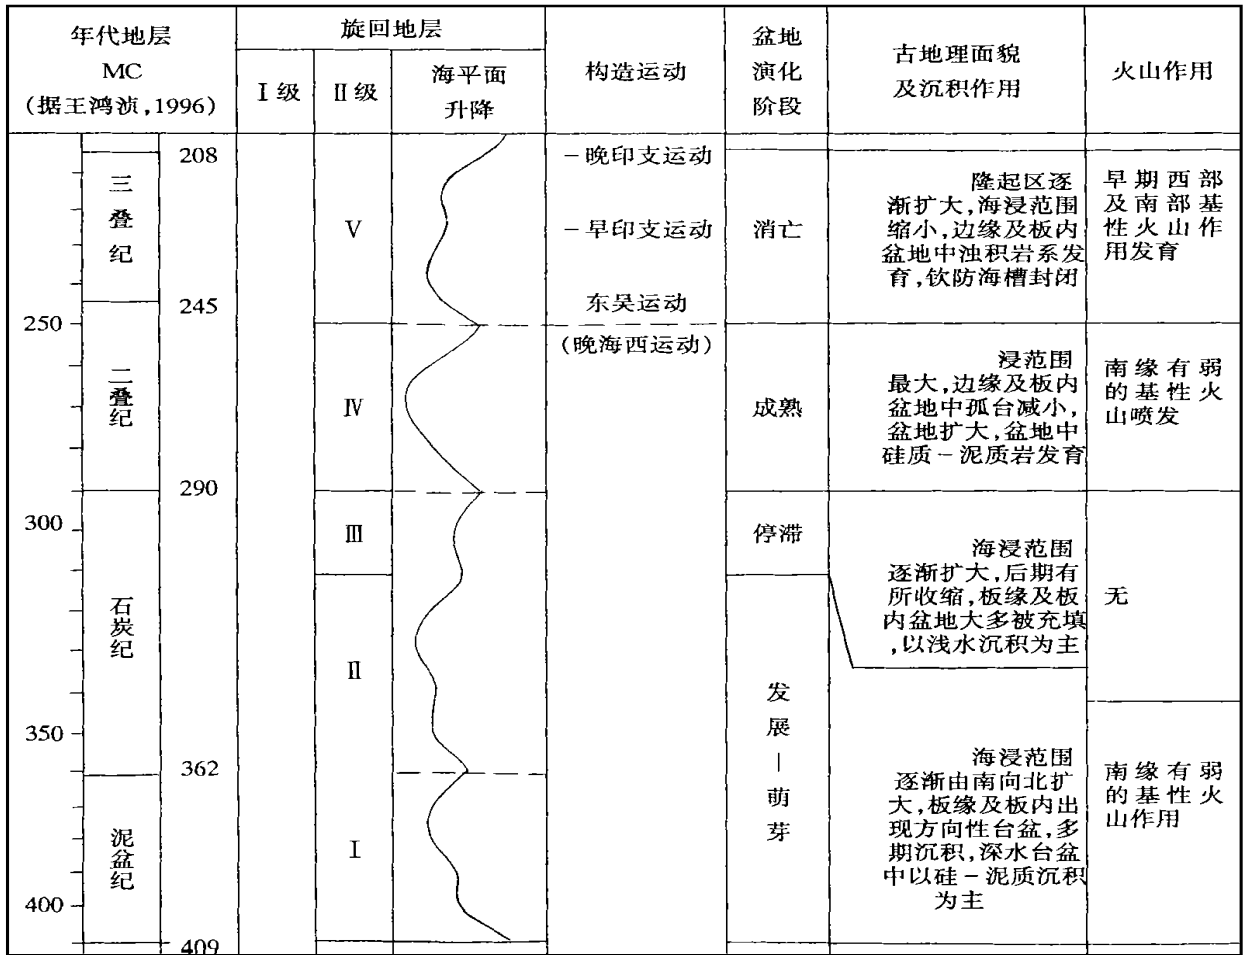 年代地层
MC
(据王鸿祯,1996)
旋回地层
Ⅰ级
Ⅱ级
海平面
升降
构造运动
盆地
演化
阶段
古地理面貌
及沉积作用
火山作用
208
三
叠
纪
245
250
二
叠
纪
290
300
石
炭
纪
350
362
泥
盆
纪
400
409
Ⅴ
Ⅳ
Ⅲ
Ⅱ
Ⅰ
-晚印支运动
-早印支运动
东吴运动
(晚海西运动)
消亡
成熟
停滞
发
展
|
萌
芽
隆起区逐
渐扩大,海浸范围
缩小,边缘及板内
盆地中浊积岩系发
育,钦防海槽封闭
浸范围
最大,边缘及板内
盆地中孤台减小,
盆地扩大,盆地中
硅质-泥质岩发育
海浸范围
逐渐扩大,后期有
所收缩,板缘及板
内盆地大多被充填
,以浅水沉积为主
海浸范围
逐渐由南向北扩
大,板缘及板内出
现方向性台盆,多
期沉积,深水台盆
中以硅-泥质沉积
为主
早期西部
及南部基
性火山作
用发育
南缘有弱
的基性火
山喷发
无
南缘有弱
的基性火
山作用